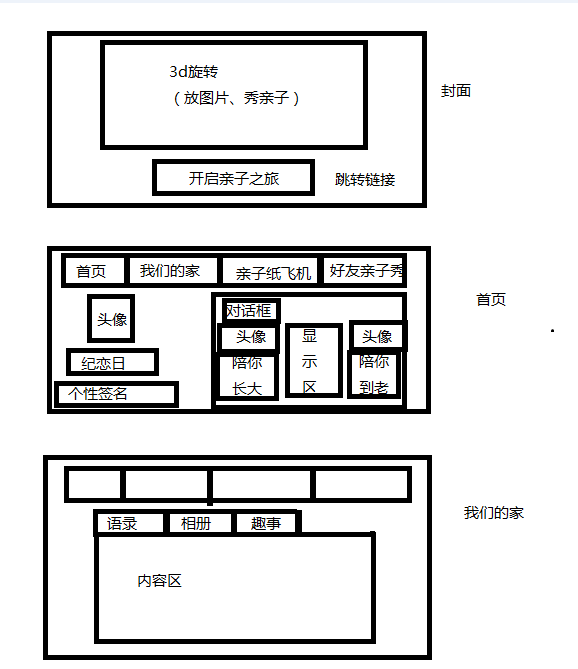 3d旋转
（放图片、秀亲子）
封面
开启亲子之旅
跳转链接
首页
我们的家
亲子纸飞机
好友亲子秀
首页
头像
对话框
头像
显
示
区
头像
纪恋日
陪你
长大
陪你
到老
个性签名
我们的家
语录
相册
趣事
内容区